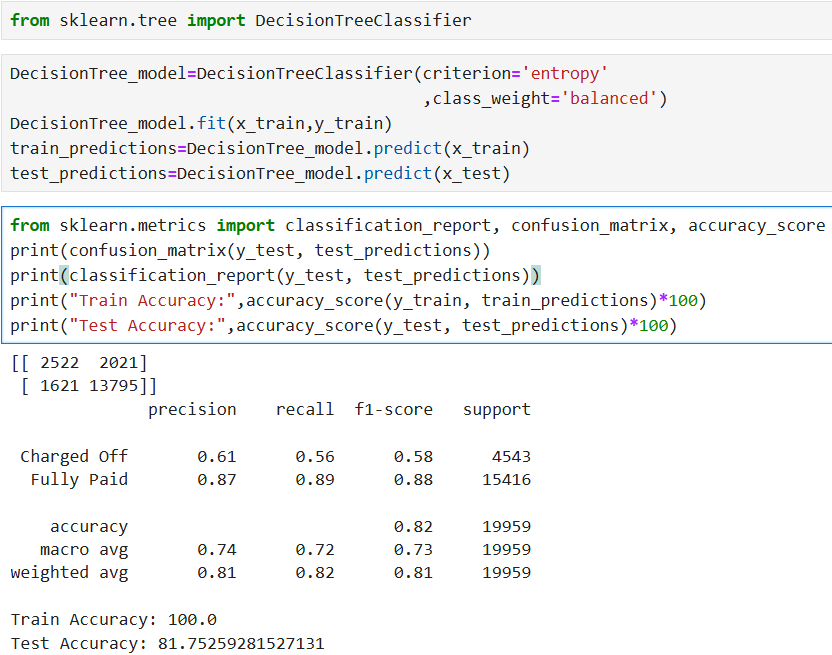 from sklearn.tree import DecisionTreeClassifier
DecisionTree_model=DecisionTreeClassifier(criterion='entropy'
,class_weight='balanced')
DecisionTree_model.fit(x_train,y_train)
train_predictions=DecisionTree_model.predict(x_train)
test_predictions=DecisionTree_model.predict(x_test)
from sklearn.metrics import classification_report, confusion_matrix, accuracy_score
print(confusion_matrix(y_test, test_predictions))
print(classification_report(y_test, test_predictions))
print("Train Accuracy:",accuracy_score(y_train, train_predictions)*100)
print("Test Accuracy:",accuracy_score(y_test, test_predictions)*100)
[[ 2522  2021]
[ 1621 13795]]
precision    recall  f1-score   support
Charged Off       0.61      0.56      0.58      4543
Fully Paid       0.87      0.89      0.88     15416
accuracy                           0.82     19959
macro avg       0.74      0.72      0.73     19959
weighted avg       0.81      0.82      0.81     19959
Train Accuracy: 100.0
Test Accuracy: 81.75259281527131